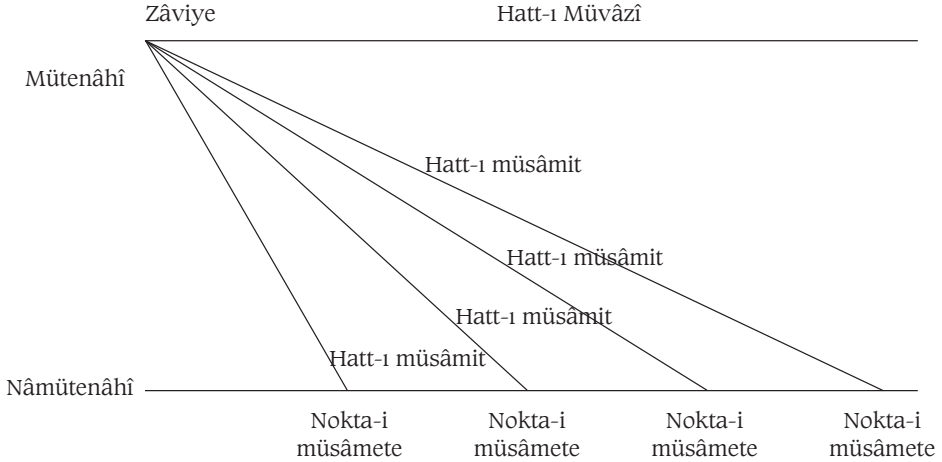 Zâviye
Hatt-ı Müvâzî
Mütenâhî
Hatt-ı müsâmit
Hatt-ı müsâmit
Hatt-ı müsâmit
Hatt-ı müsâmit
Nâmütenâhî
Nokta-i
müsâmete
Nokta-i
müsâmete
Nokta-i
müsâmete
Nokta-i
müsâmete